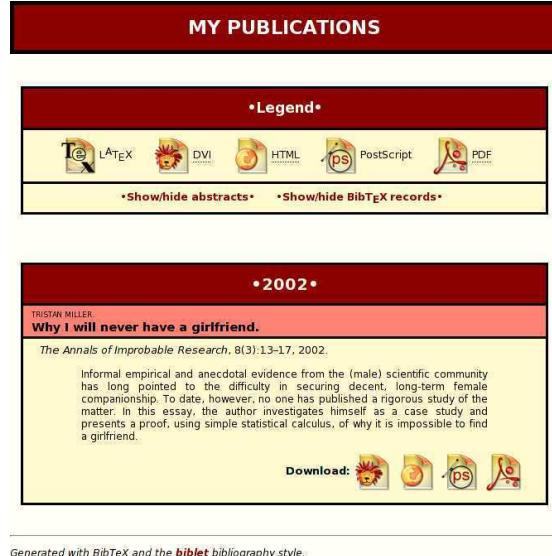 MY PUBLICATIONS
•Legend•
TeX LATEX DVI HTML ps PostScript PDF
•Show/hide abstracts• •Show/hide BibTEX records•
•2002•
TRISTAN MILLER.
Why I will never have a girlfriend.
The Annals of Improbable Research, 8(3):13–17, 2002.
Informal empirical and anecdotal evidence from the (male) scientific community
has long pointed to the difficulty in securing decent, long-term female
companionship. To date, however, no one has published a rigorous study of the
matter. In this essay, the author investigates himself as a case study and
presents a proof, using simple statistical calculus, of why it is impossible to find
a girlfriend.
Download: ps
Generated with BibTeX and the biblet bibliography style.